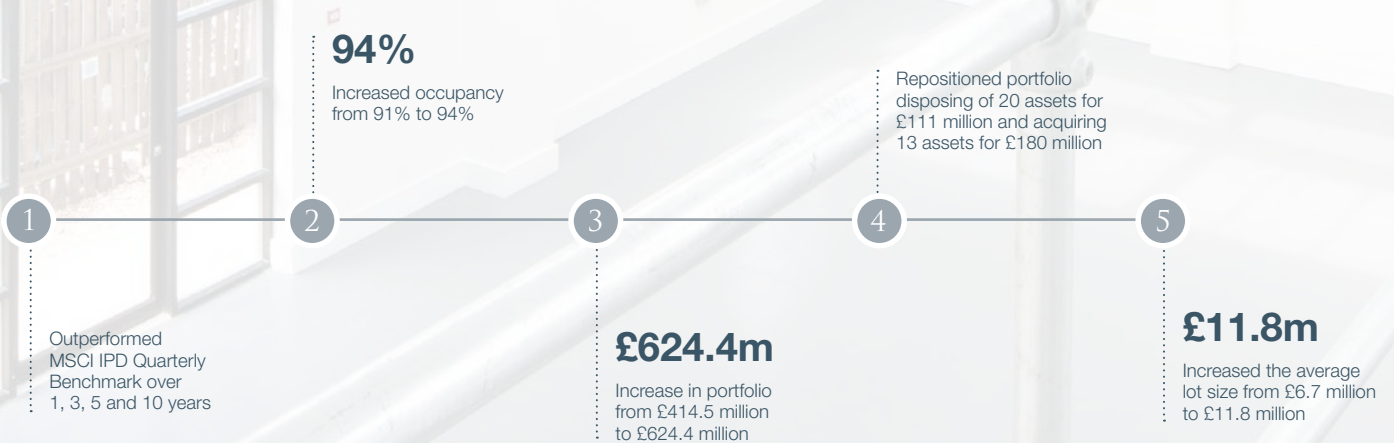 1
Outperformed
MSCI IPD Quarterly
Benchmark over
1, 3, 5 and 10 years
2
94%
Increased occupancy
from 91% to 94%
3
£624.4m
Increase in portfolio
from £414.5 million
to £624.4 million
4
Repositioned portfolio
disposing of 20 assets for
£111 million and acquiring
13 assets for £180 million
5
£11.8m
Increased the average
lot size from £6.7 million
to £11.8 million